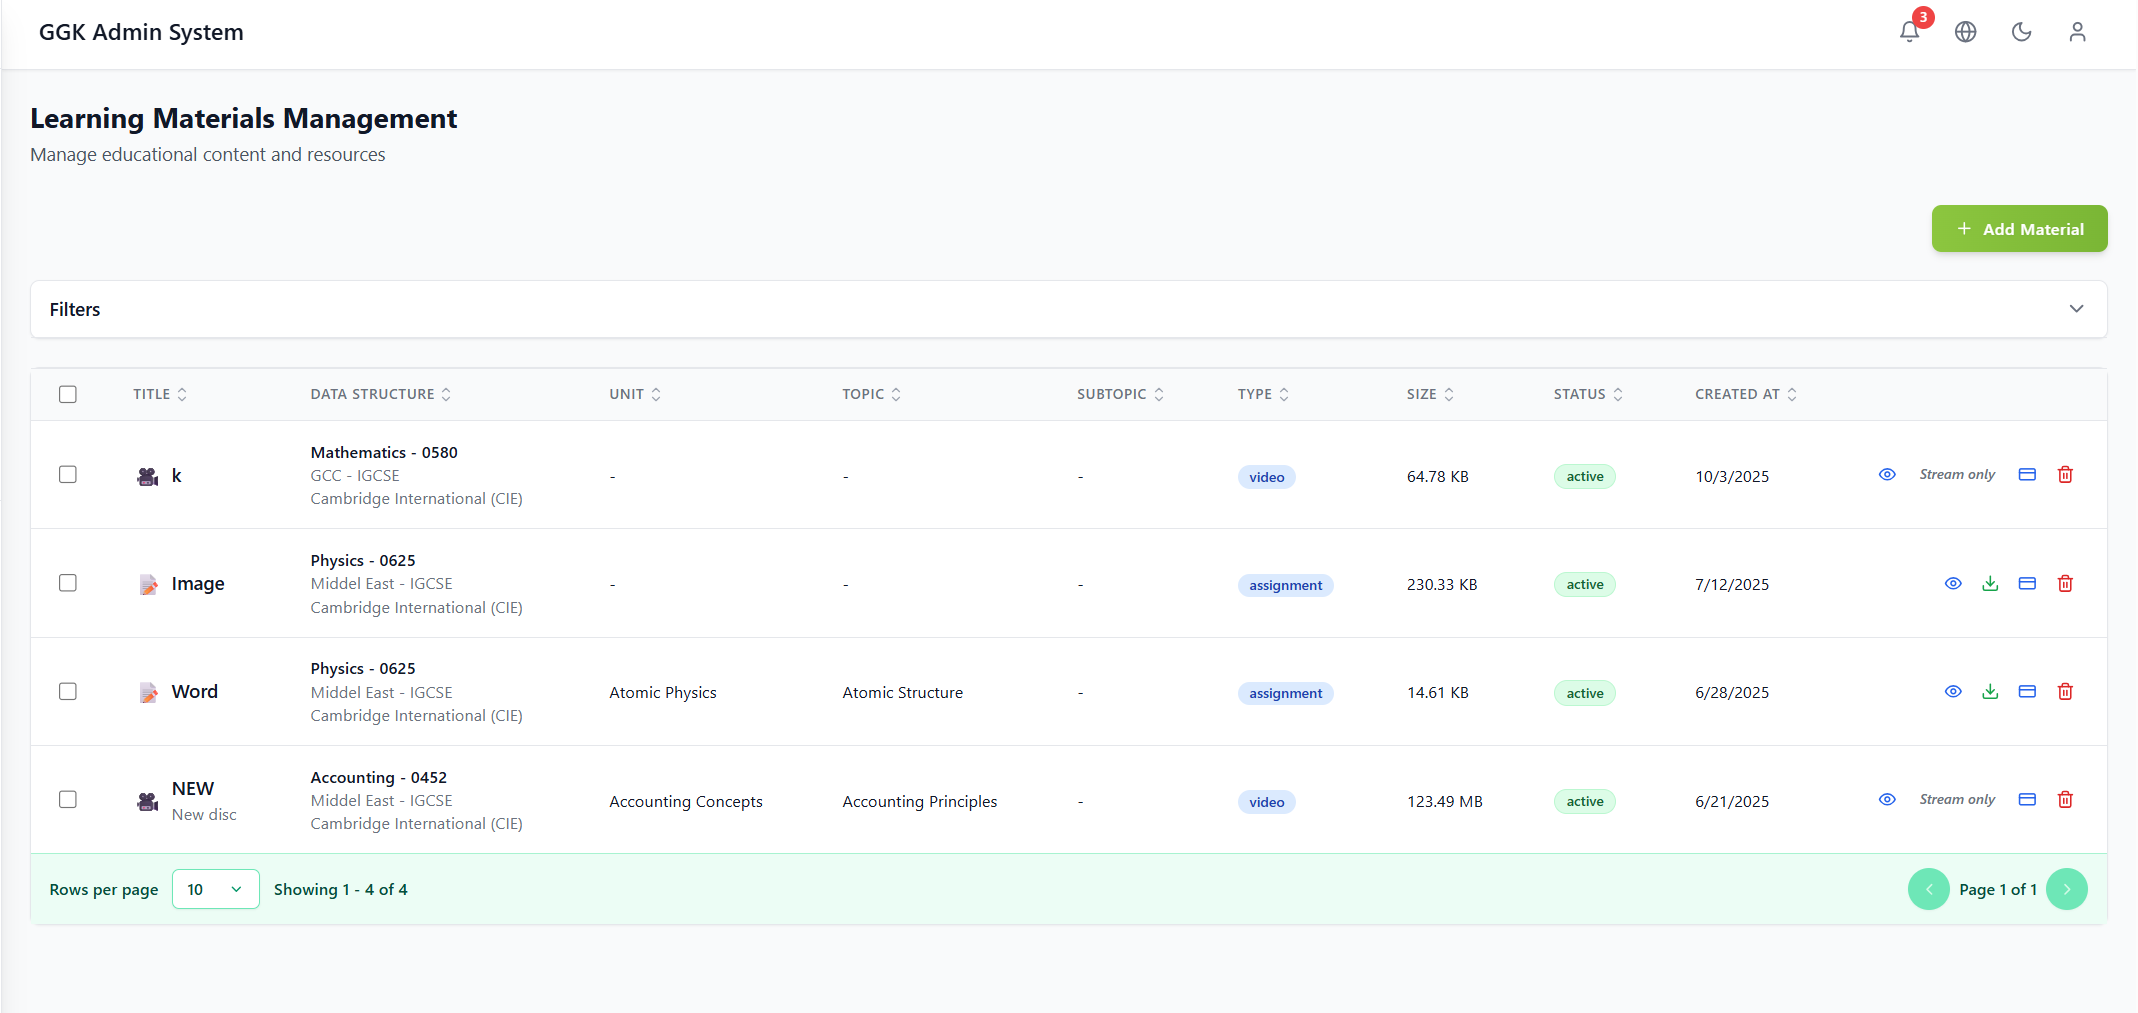 GGK Admin System
3
Learning Materials Management
Manage educational content and resources
+ Add Material
Filters
TITLE DATA STRUCTURE UNIT TOPIC SUBTOPIC TYPE SIZE STATUS CREATED AT
Mathematics - 0580
k GCC - IGCSE - - - video 64.78 KB active 10/3/2025 Stream only
Cambridge International (CIE)
Physics - 0625
Image Middel East - IGCSE - - - assignment 230.33 KB active 7/12/2025
Cambridge International (CIE)
Physics - 0625
Word Middel East - IGCSE Atomic Physics Atomic Structure - assignment 14.61 KB active 6/28/2025
Cambridge International (CIE)
Accounting - 0452
NEW Middel East - IGCSE Accounting Concepts Accounting Principles - video 123.49 MB active 6/21/2025 Stream only
New disc Cambridge International (CIE)
Rows per page 10 Showing 1 - 4 of 4 Page 1 of 1